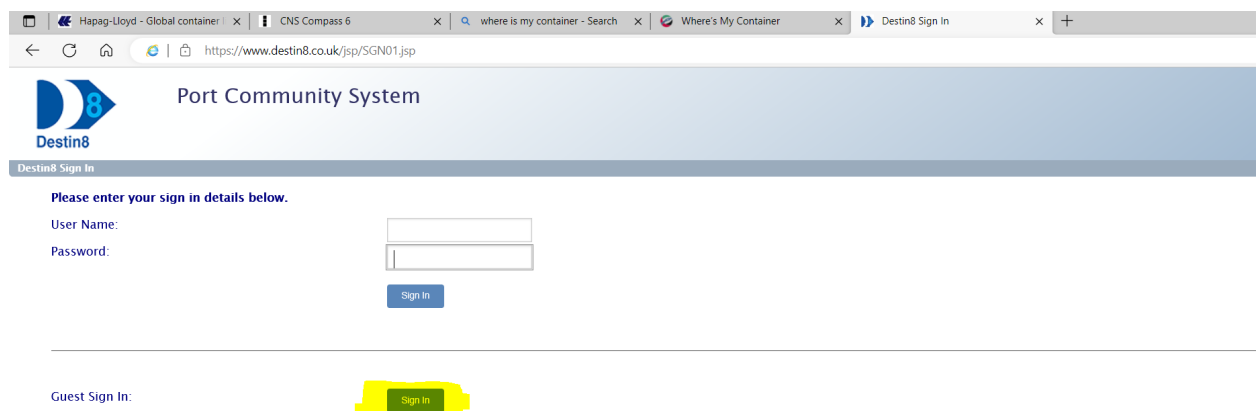 Hapag-Lloyd - Global container
CNS Compass 6
where is my container - Search
Where's My Container
Destin8 Sign In
https://www.destin8.co.uk/jsp/SGN01.jsp
8
Destin8
Port Community System
Destin8 Sign In
Please enter your sign in details below.
User Name:
Password:
Sign In
Guest Sign In:
Sign In